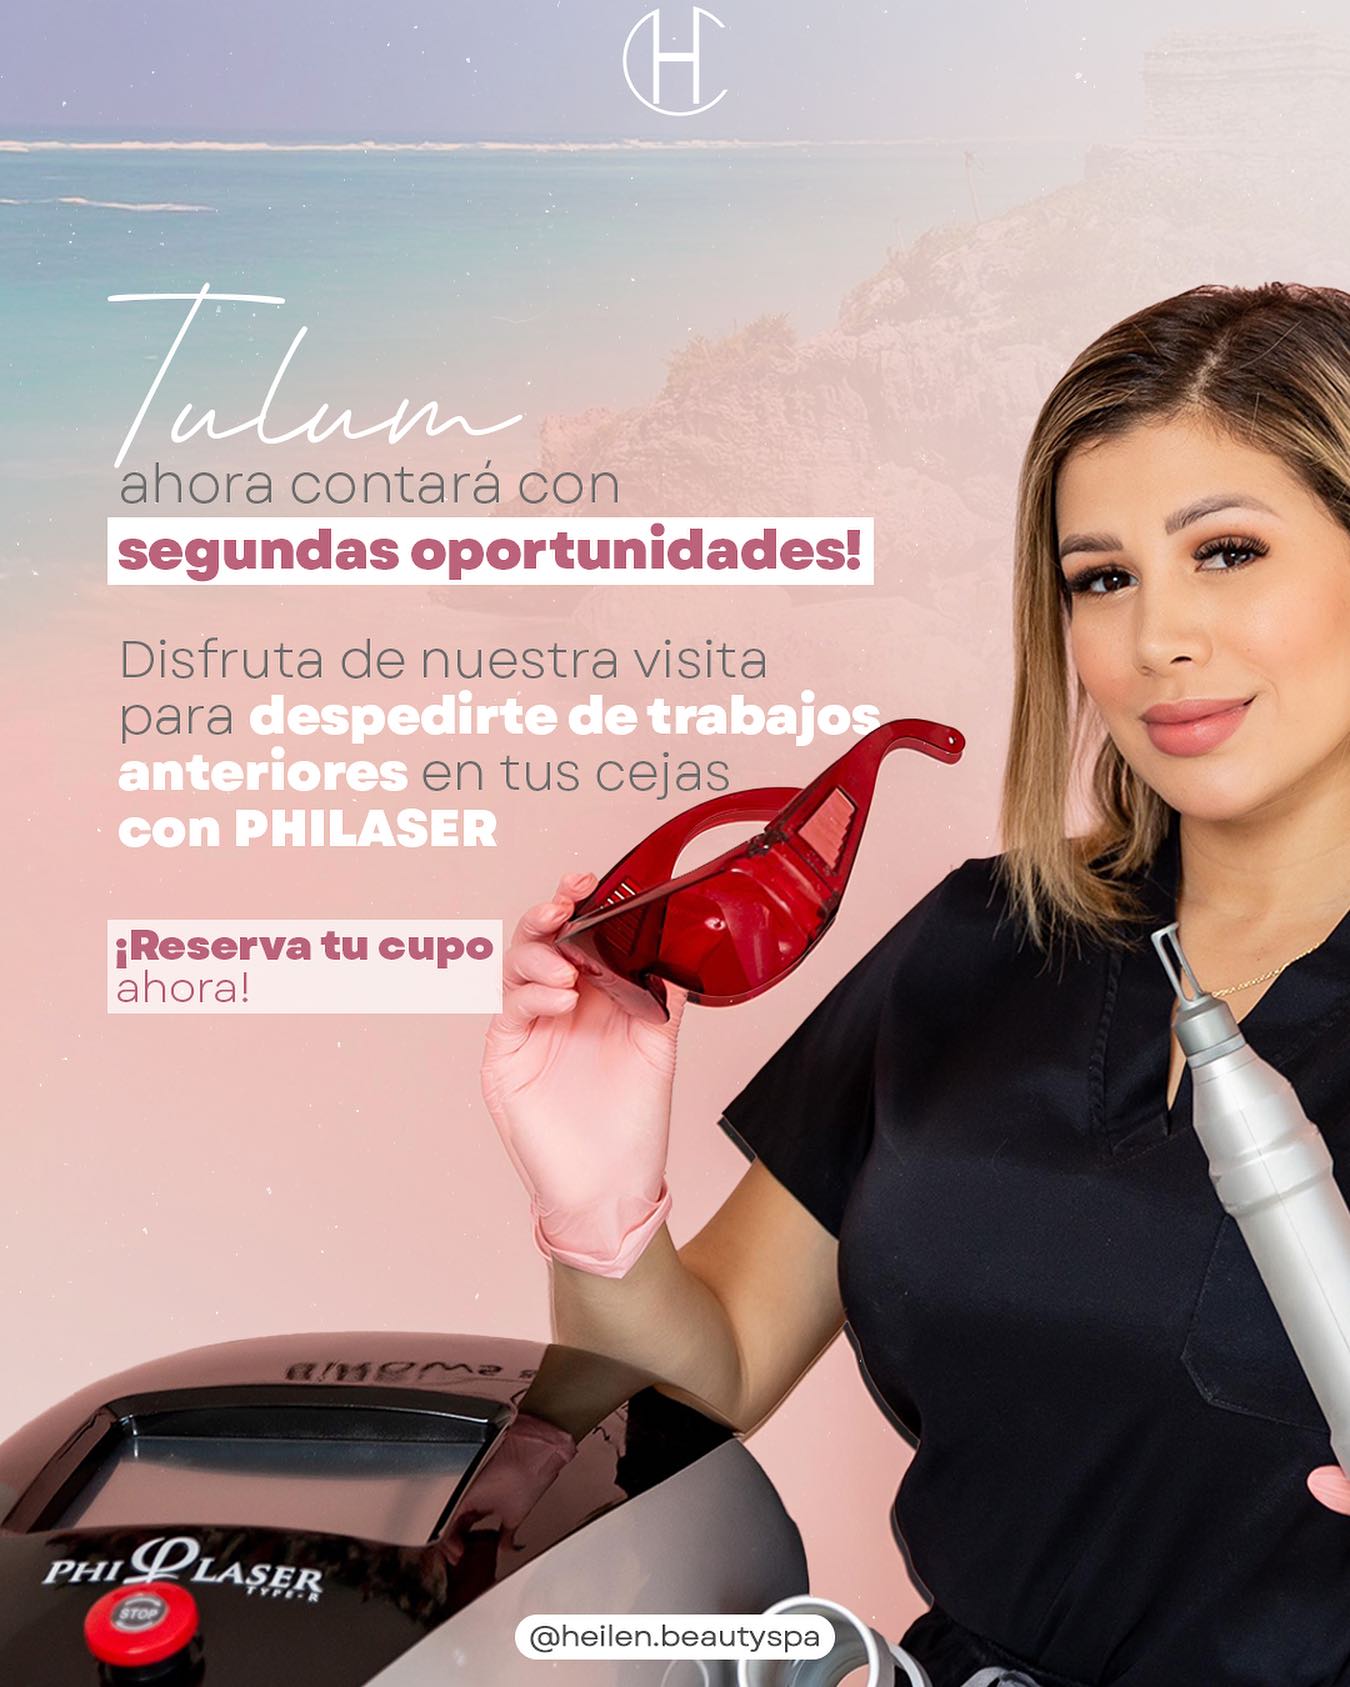 HC
Tulum
ahora contará con
segundas oportunidades!
Disfruta de nuestra visita
para despedirte de trabajos
anteriores en tus cejas
con PHILASER
¡Reserva tu cupo
ahora!
PHI LASER
TYPE-R
STOP
@heilen.beautyspa